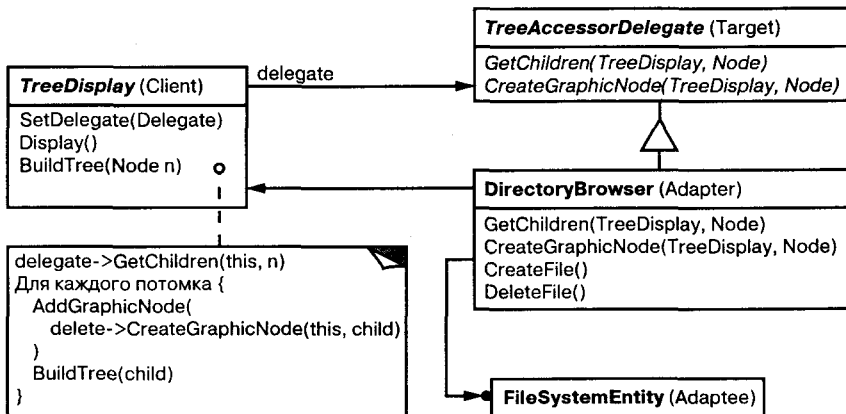 TreeAccessorDelegate (Target)
GetChildren(TreeDisplay, Node)
CreateGraphicNode(TreeDisplay, Node)
delegate
TreeDisplay (Client)
SetDelegate(Delegate)
Display()
BuildTree(Node n)
DirectoryBrowser (Adapter)
GetChildren(TreeDisplay, Node)
CreateGraphicNode(TreeDisplay, Node)
CreateFile()
DeleteFile()
delegate->GetChildren(this, n)
Для каждого потомка {
AddGraphicNode(
delete->CreateGraphicNode(this, child)
)
BuildTree(child)
}
FileSystemEntity (Adaptee)